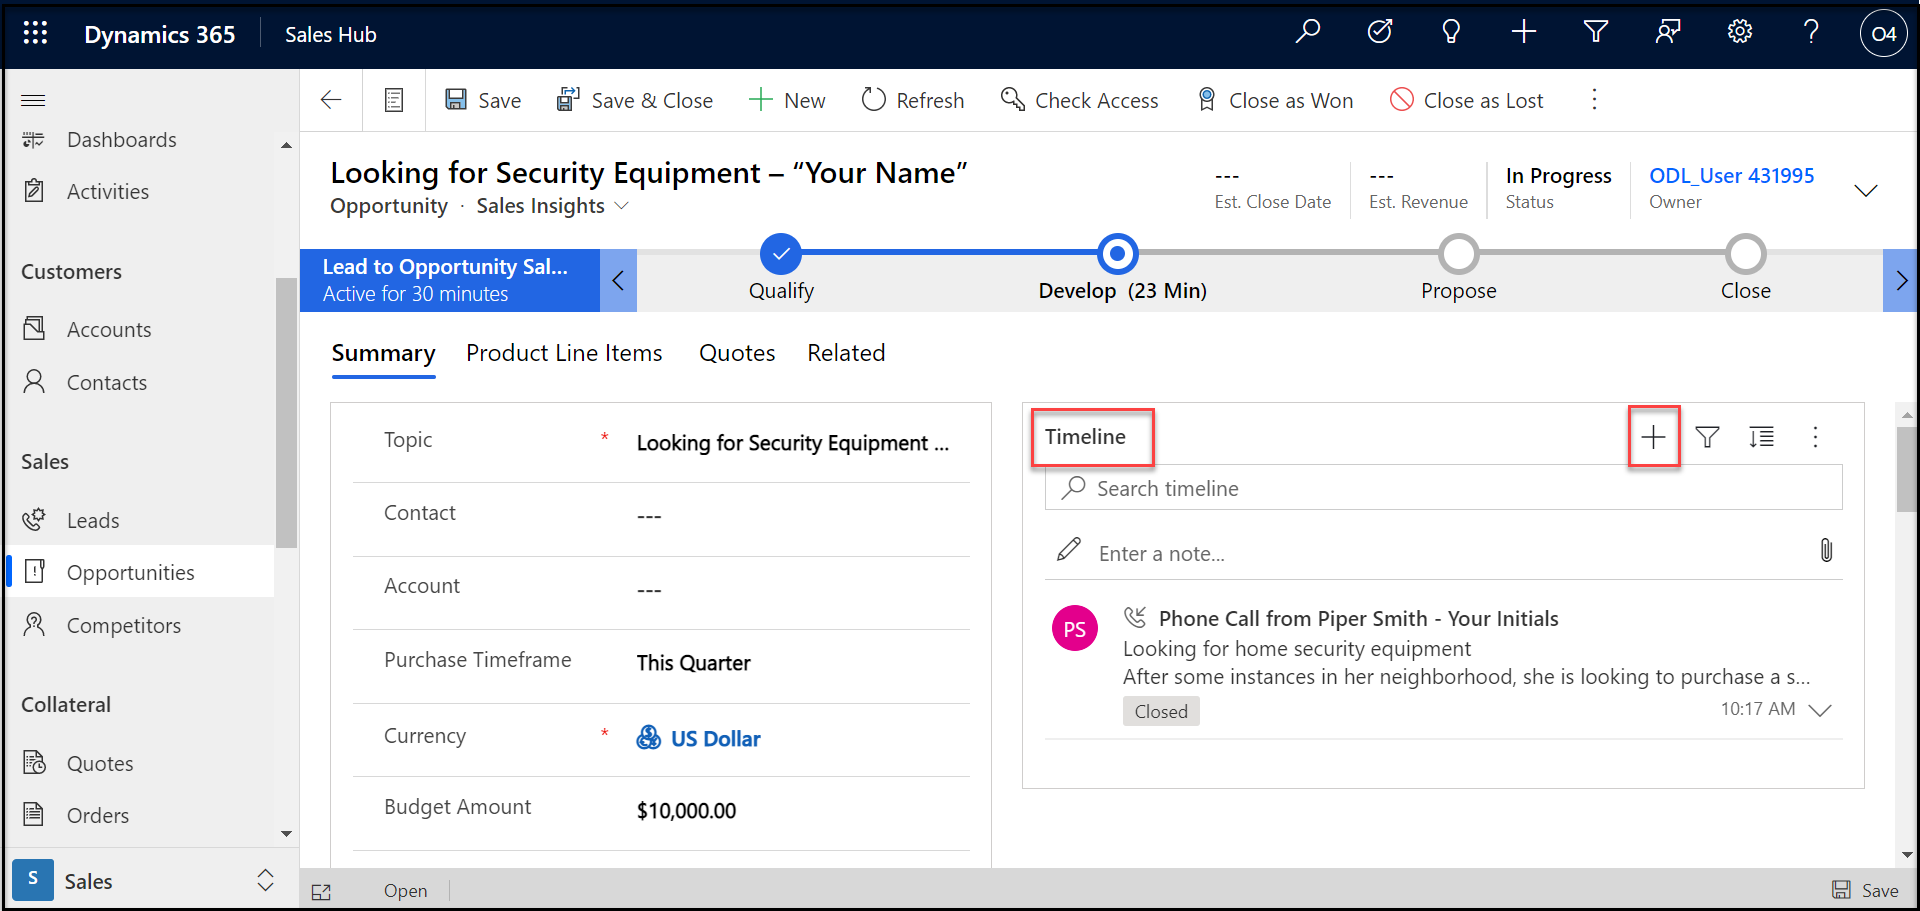 Dynamics 365
Sales Hub
O4
Save
Save & Close
New
Refresh
Check Access
Close as Won
Close as Lost
Dashboards
Activities
Customers
Accounts
Contacts
Sales
Leads
Opportunities
Competitors
Collateral
Quotes
Orders
S
Sales
Looking for Security Equipment – “Your Name”
Opportunity · Sales Insights
---
Est. Close Date
---
Est. Revenue
In Progress
Status
ODL_User 431995
Owner
Lead to Opportunity Sal...
Active for 30 minutes
Qualify
Develop (23 Min)
Propose
Close
Summary
Product Line Items
Quotes
Related
Topic * Looking for Security Equipment ...
Contact ---
Account ---
Purchase Timeframe This Quarter
Currency * US Dollar
Budget Amount $10,000.00
Timeline
Search timeline
Enter a note...
PS
Phone Call from Piper Smith - Your Initials
Looking for home security equipment
After some instances in her neighborhood, she is looking to purchase a s...
Closed
10:17 AM
Open
Save